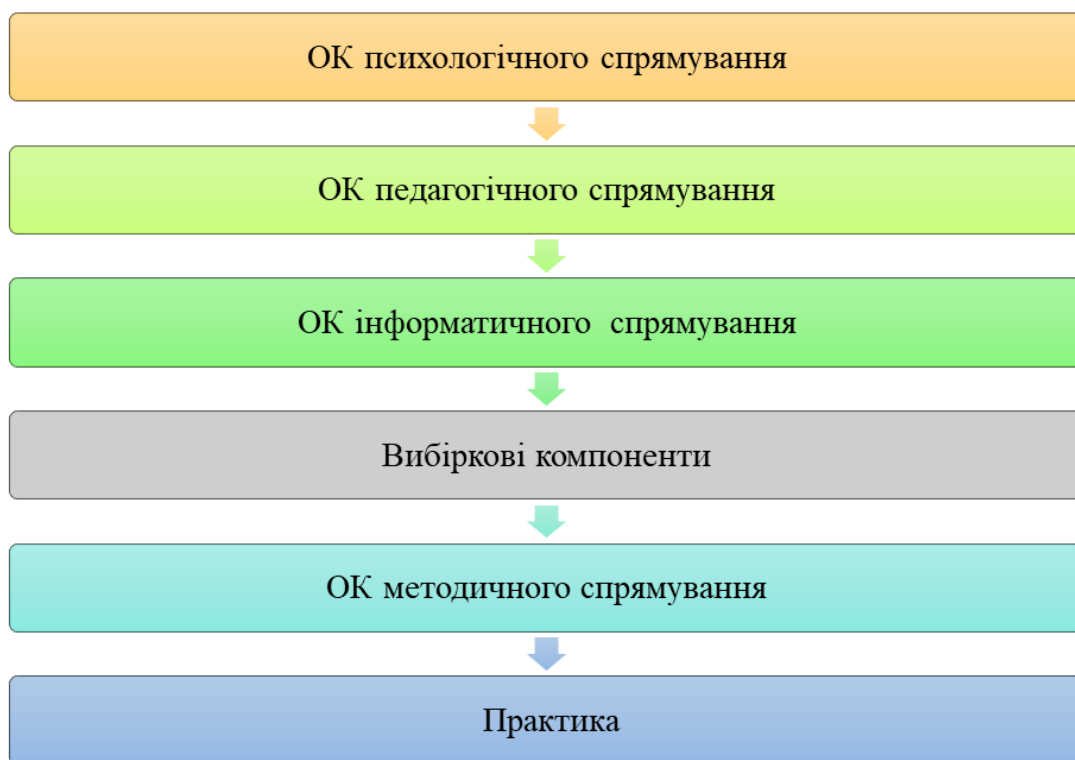 ОК психологічного спрямування
ОК педагогічного спрямування
ОК інформатичного спрямування
Вибіркові компоненти
ОК методичного спрямування
Практика